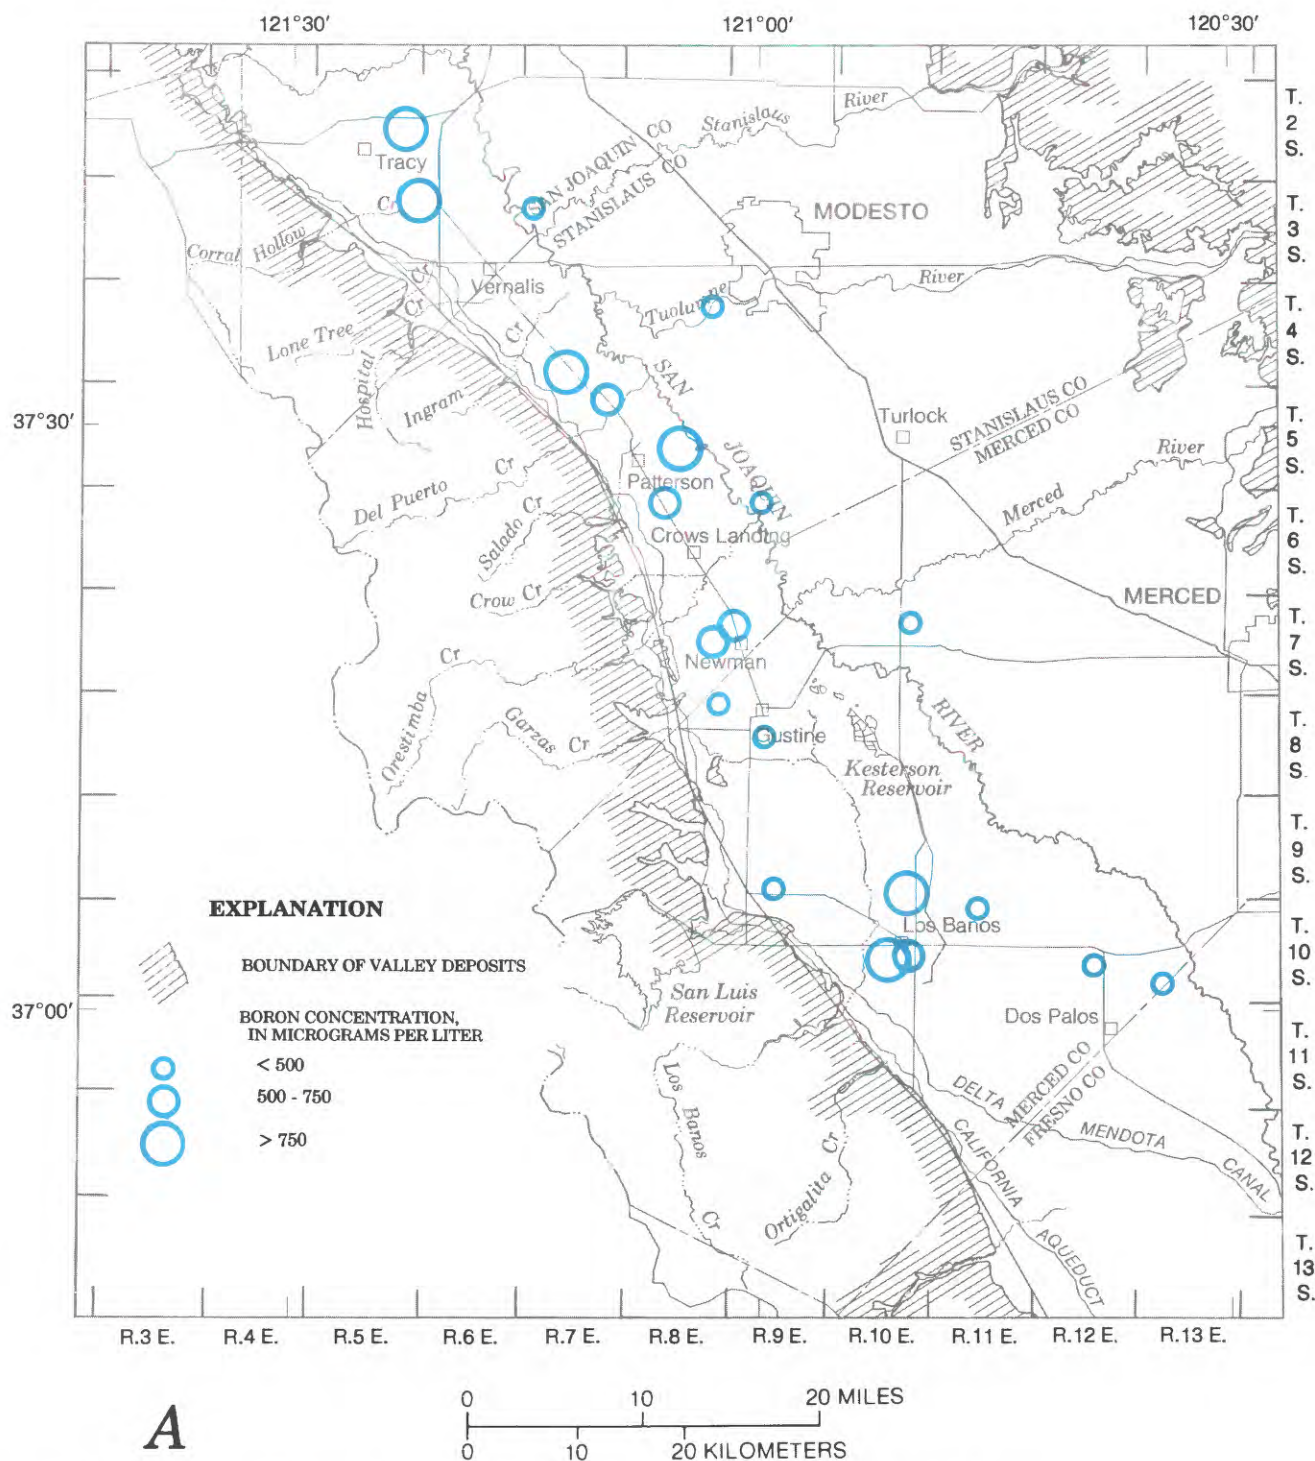 121°30′
121°00′
120°30′
T.
2
S.
T.
3
S.
T.
4
S.
T.
5
S.
T.
6
S.
T.
7
S.
T.
8
S.
T.
9
S.
T.
10
S.
T.
11
S.
T.
12
S.
T.
13
S.
River
Stanislaus
SAN JOAQUIN CO
STANISLAUS CO
Tracy
Cr
MODESTO
Corral Hollow
Cr
Vernalis
River
Tuolumne
Cr
Lone Tree
Cr
Hospital
Ingram
SAN
37°30′
Turlock
STANISLAUS CO
MERCED CO
River
JOAQUIN
Patterson
Del Puerto
Cr
Merced
Salado Cr
Crows Landing
Crow Cr
MERCED
Newman
Cr
Orestimba
Garzas
Cr
RIVER
Gustine
Kesterson
Reservoir
EXPLANATION
BOUNDARY OF VALLEY DEPOSITS
BORON CONCENTRATION,
IN MICROGRAMS PER LITER
< 500
500 - 750
> 750
Los Banos
San Luis
Reservoir
37°00′
Dos Palos
MERCED CO
FRESNO CO
Los
Banos
Cr
Ortigalita
Cr
DELTA
MENDOTA
CANAL
CALIFORNIA
AQUEDUCT
R.3 E.
R.4 E.
R.5 E.
R.6 E.
R.7 E.
R.8 E.
R.9 E.
R.10 E.
R.11 E.
R.12 E.
R.13 E.
0
10
20 MILES
0
10
20 KILOMETERS
A